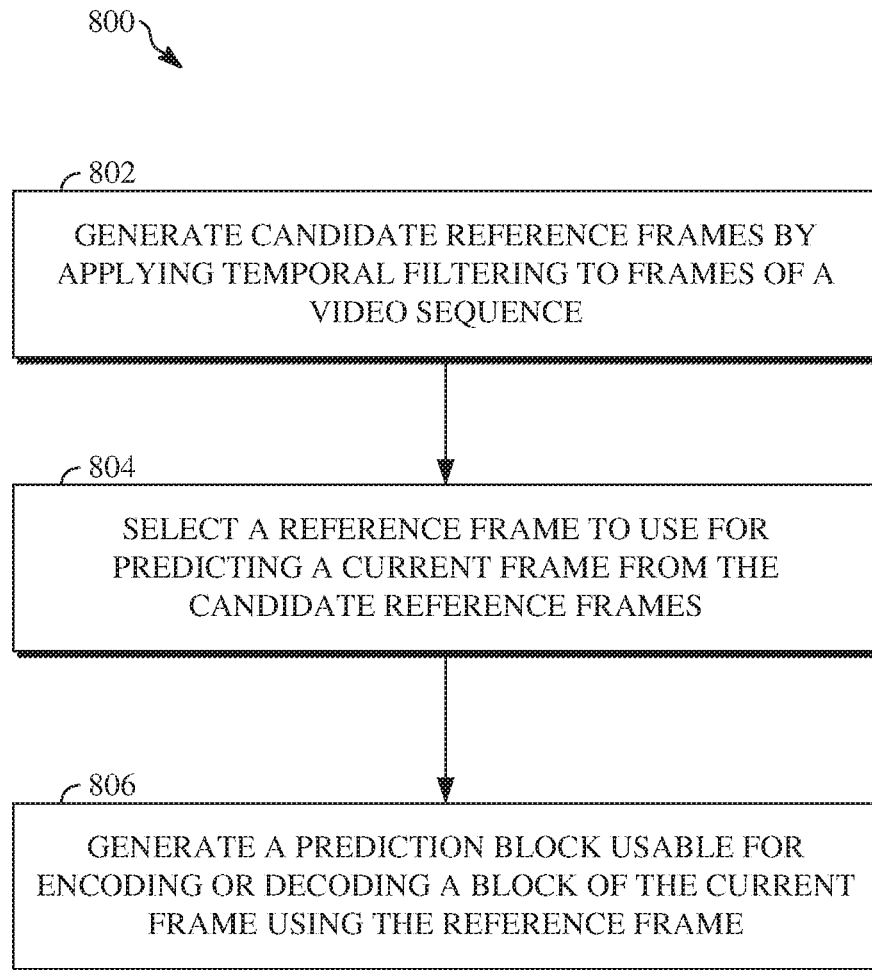 800
802
GENERATE CANDIDATE REFERENCE FRAMES BY
APPLYING TEMPORAL FILTERING TO FRAMES OF A
VIDEO SEQUENCE
804
SELECT A REFERENCE FRAME TO USE FOR
PREDICTING A CURRENT FRAME FROM THE
CANDIDATE REFERENCE FRAMES
806
GENERATE A PREDICTION BLOCK USABLE FOR
ENCODING OR DECODING A BLOCK OF THE CURRENT
FRAME USING THE REFERENCE FRAME